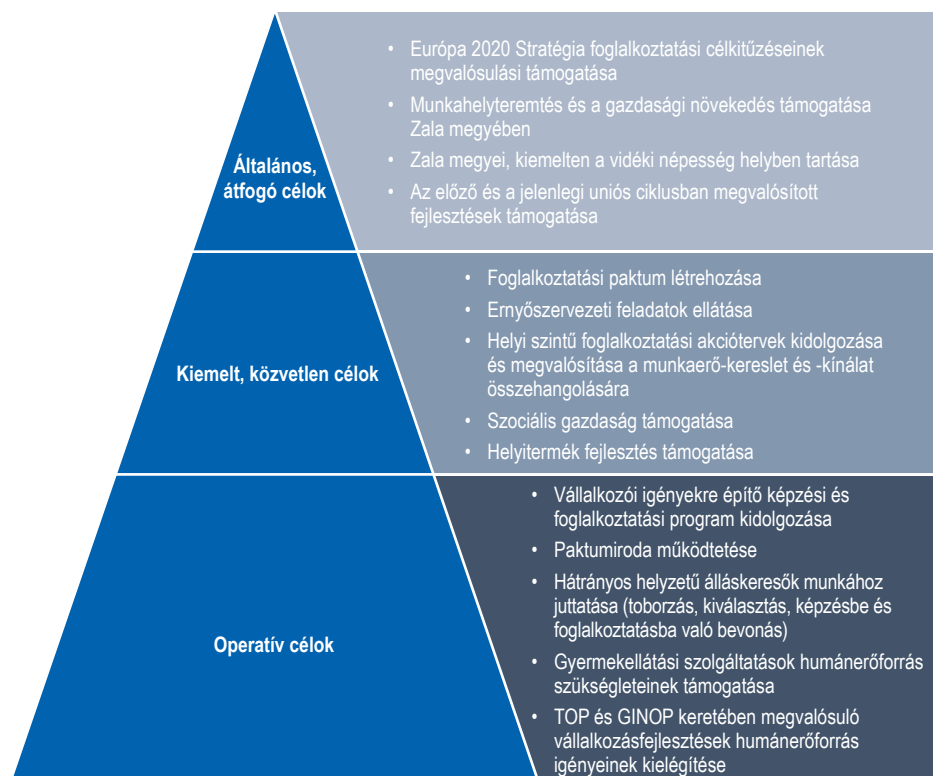 Általános,
átfogó célok
• Európa 2020 Stratégia foglalkoztatási célkitűzéseinek
megvalósulási támogatása
• Munkahelyteremtés és a gazdasági növekedés támogatása
Zala megyében
• Zala megyei, kiemelten a vidéki népesség helyben tartása
• Az előző és a jelenlegi uniós ciklusban megvalósított
fejlesztések támogatása
Kiemelt, közvetlen célok
• Foglalkoztatási paktum létrehozása
• Ernyőszervezeti feladatok ellátása
• Helyi szintű foglalkoztatási akciótervek kidolgozása
és megvalósítása a munkaerő-kereslet és -kínálat
összehangolására
• Szociális gazdaság támogatása
• Helyitermék fejlesztés támogatása
Operatív célok
• Vállalkozói igényekre építő képzési és
foglalkoztatási program kidolgozása
• Paktumiroda működtetése
• Hátrányos helyzetű álláskeresők munkához
juttatása (toborzás, kiválasztás, képzésbe és
foglalkoztatásba való bevonás)
• Gyermekellátási szolgáltatások humánerőforrás
szükségleteinek támogatása
• TOP és GINOP keretében megvalósuló
vállalkozásfejlesztések humánerőforrás
igényeinek kielégítése